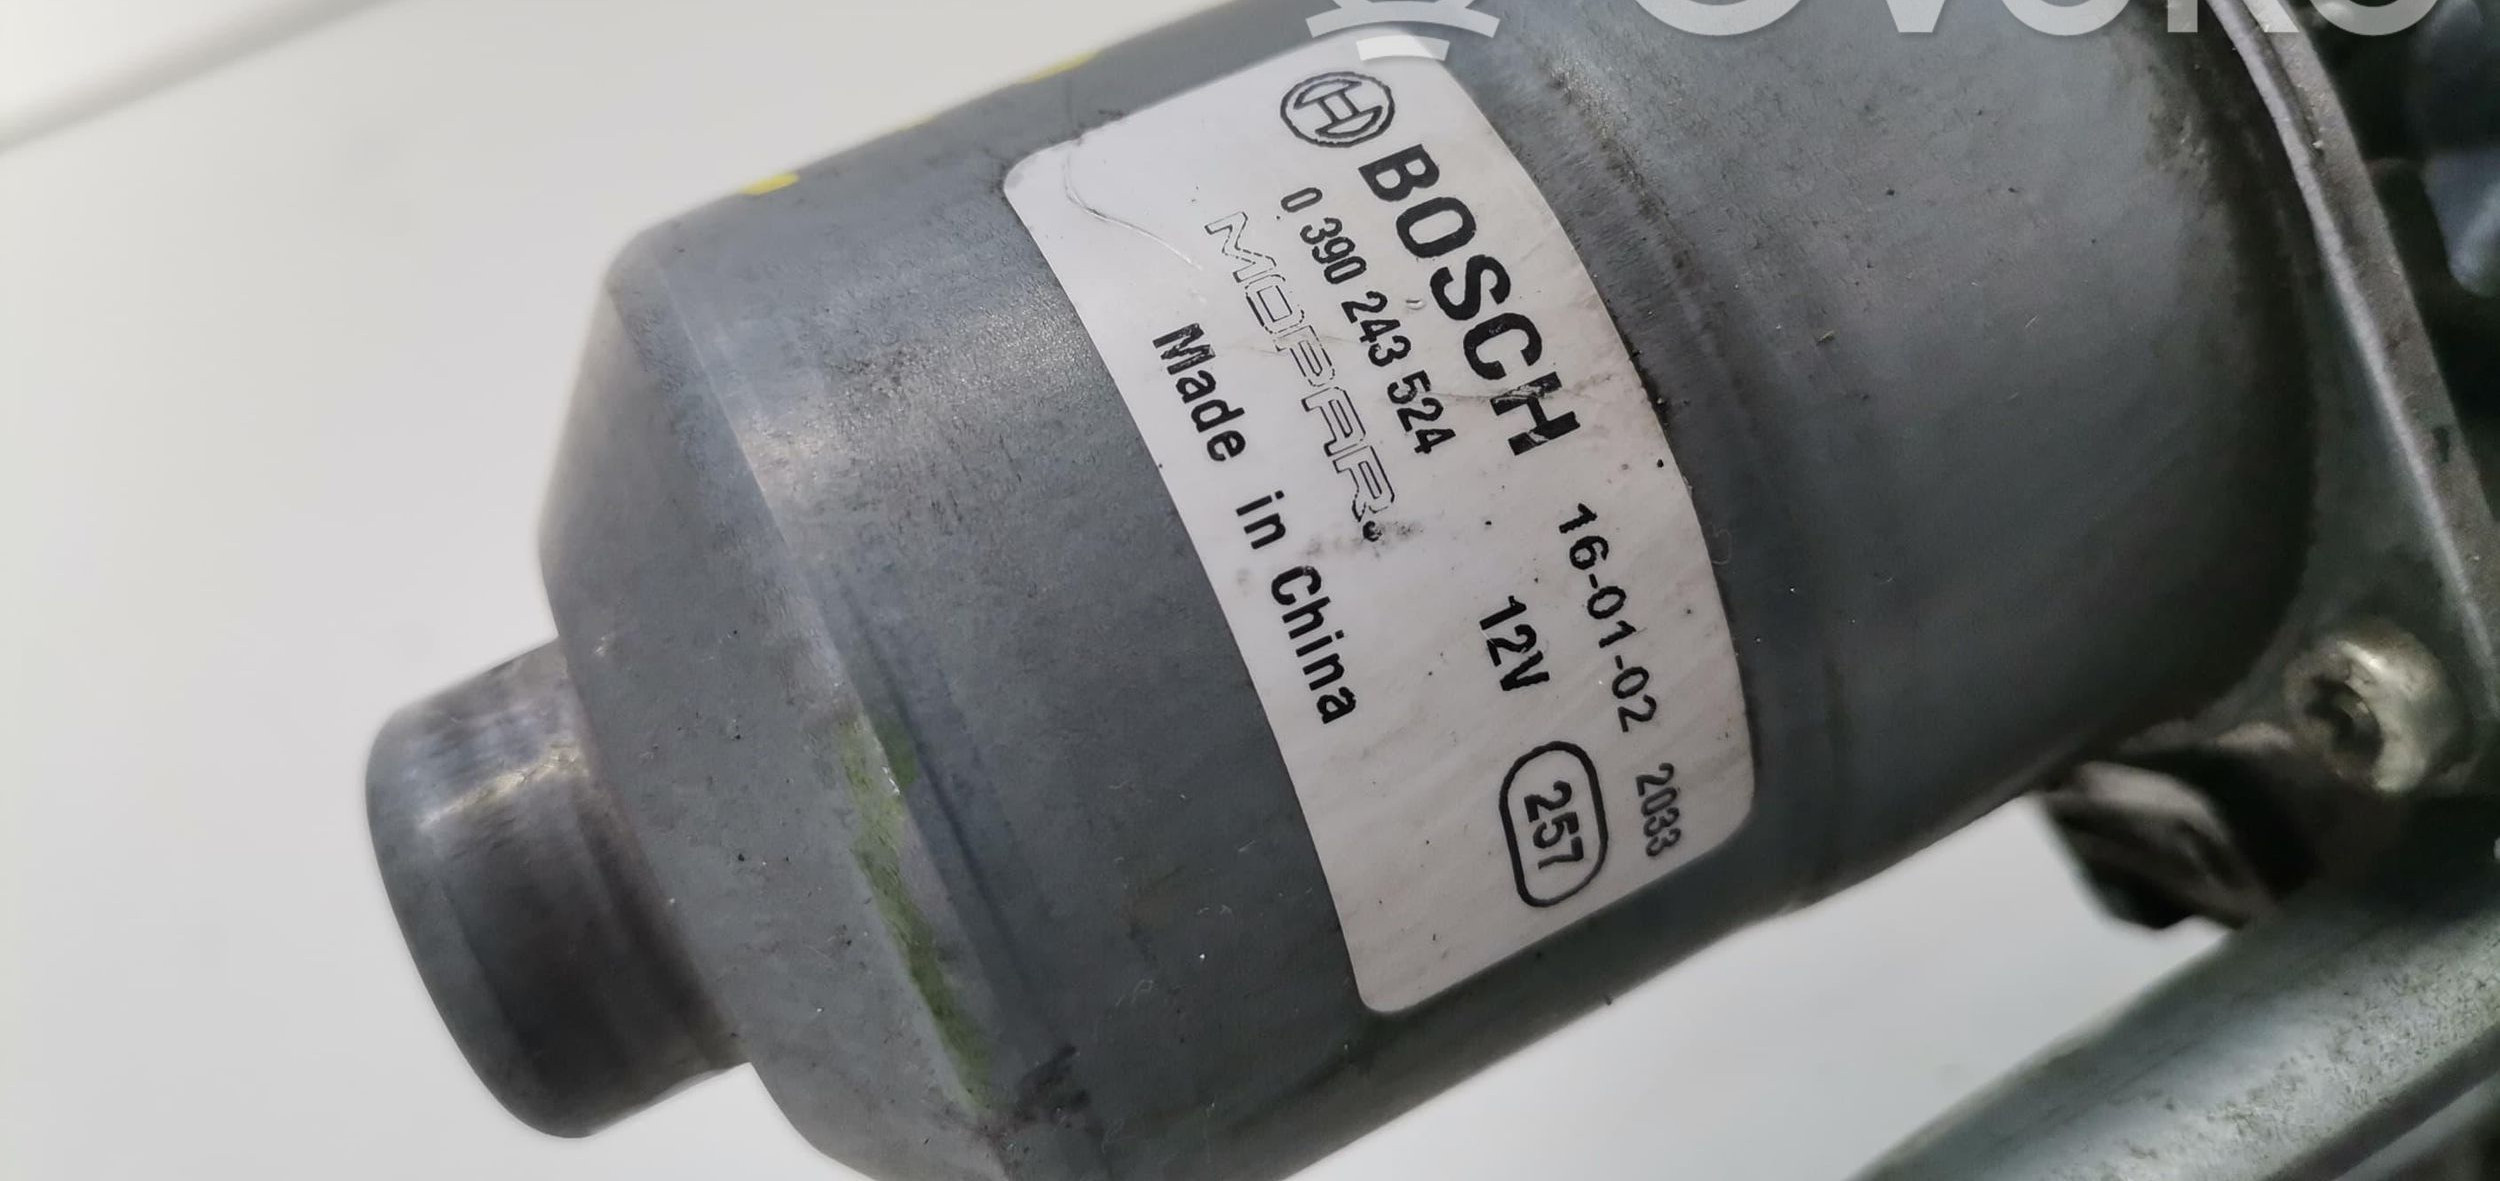 BOSCH 16-01-02 2033
0 390 243 524 12V 257
MOPAR
Made in China